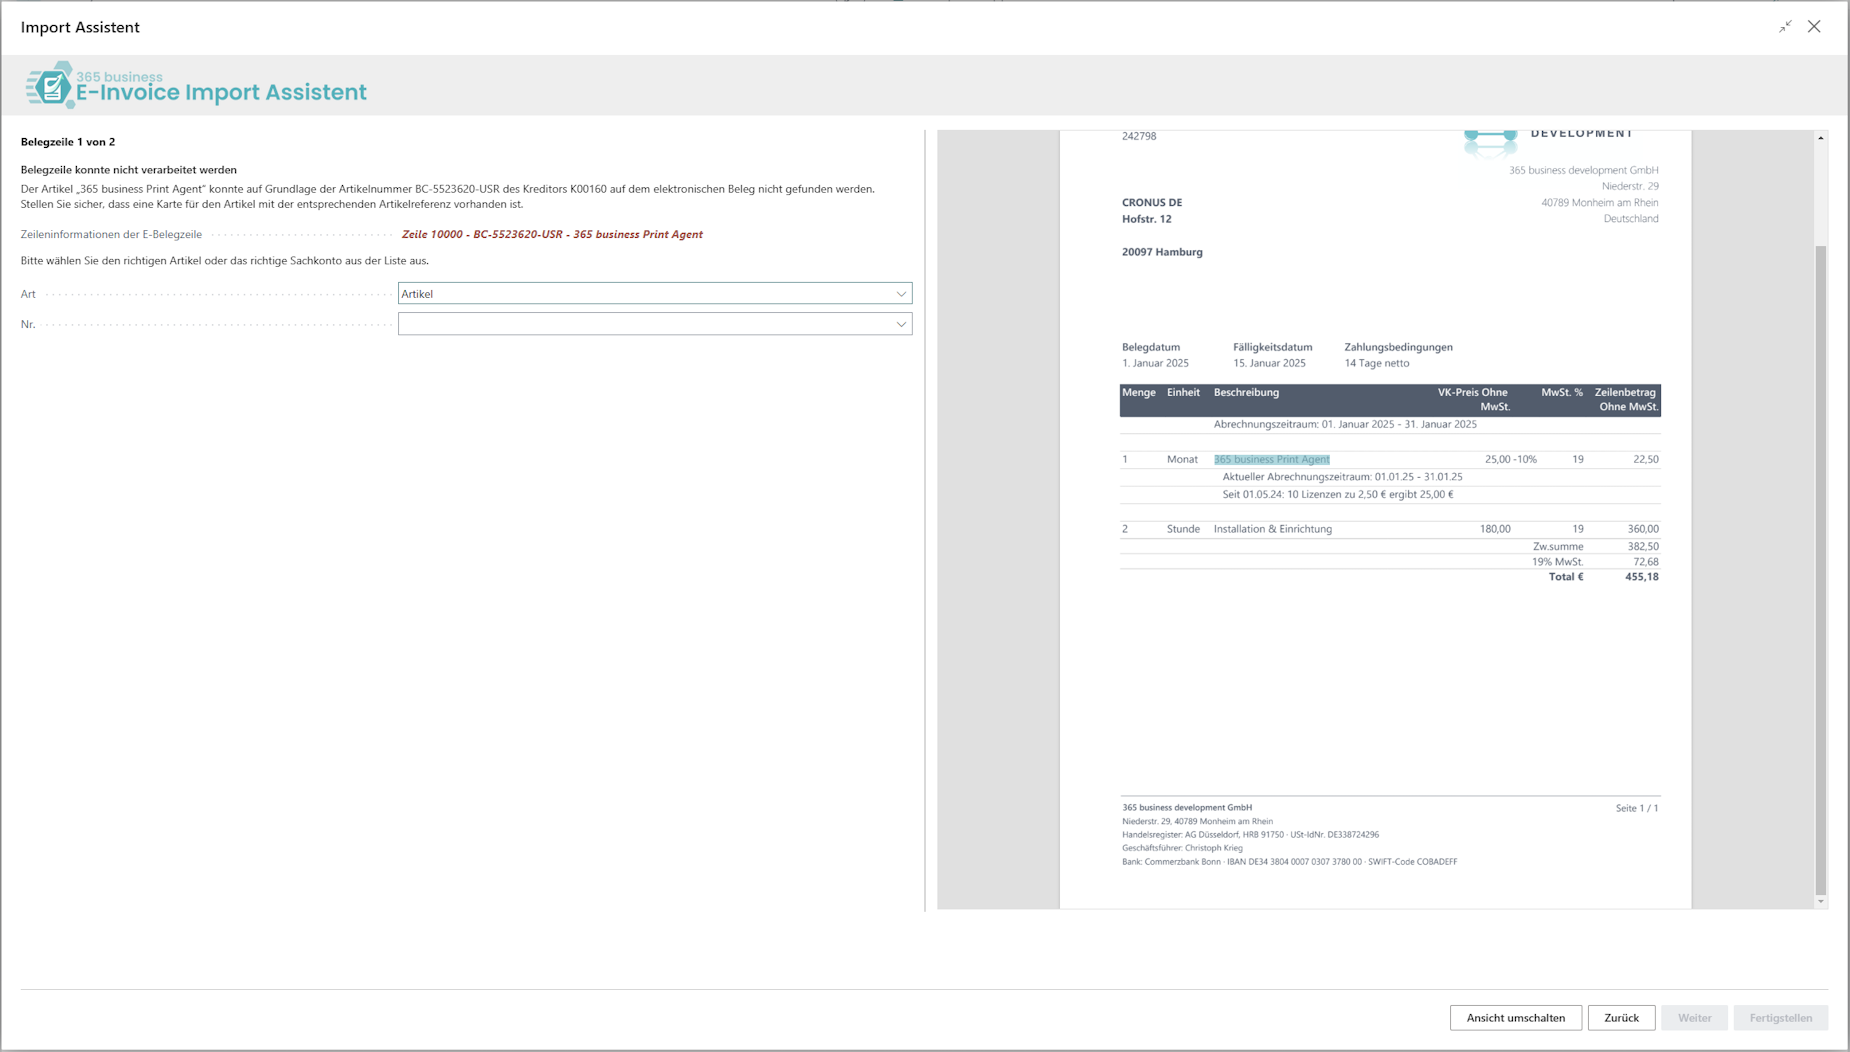 Import Assistent
365 business
E-Invoice Import Assistent
Belegzeile 1 von 2
Belegzeile konnte nicht verarbeitet werden
Der Artikel „365 business Print Agent“ konnte auf Grundlage der Artikelnummer BC-5523620-USR des Kreditors K00160 auf dem elektronischen Beleg nicht gefunden werden.
Stellen Sie sicher, dass eine Karte für den Artikel mit der entsprechenden Artikelreferenz vorhanden ist.
Zeileninformationen der E-Belegzeile Zeile 10000 - BC-5523620-USR - 365 business Print Agent
Bitte wählen Sie den richtigen Artikel oder das richtige Sachkonto aus der Liste aus.
Art Artikel
Nr.
242798
DEVELOPMENT
365 business development GmbH
Niederstr. 29
40789 Monheim am Rhein
Deutschland
CRONUS DE
Hofstr. 12
20097 Hamburg
Belegdatum Fälligkeitsdatum Zahlungsbedingungen
1. Januar 2025 15. Januar 2025 14 Tage netto
Menge Einheit Beschreibung VK-Preis Ohne MwSt. % Zeilenbetrag
MwSt. Ohne MwSt.
Abrechnungszeitraum: 01. Januar 2025 - 31. Januar 2025
1 Monat 365 business Print Agent 25,00 -10% 19 22,50
Aktueller Abrechnungszeitraum: 01.01.25 - 31.01.25
Seit 01.05.24: 10 Lizenzen zu 2,50 € ergibt 25,00 €
2 Stunde Installation & Einrichtung 180,00 19 360,00
Zw.summe 382,50
19% MwSt. 72,68
Total € 455,18
365 business development GmbH Seite 1 / 1
Niederstr. 29, 40789 Monheim am Rhein
Handelsregister: AG Düsseldorf, HRB 91750 · USt-IdNr. DE338724296
Geschäftsführer: Christoph Krieg
Bank: Commerzbank Bonn · IBAN DE34 3804 0007 0307 3780 00 · SWIFT-Code COBADEFF
Ansicht umschalten Zurück Weiter Fertigstellen